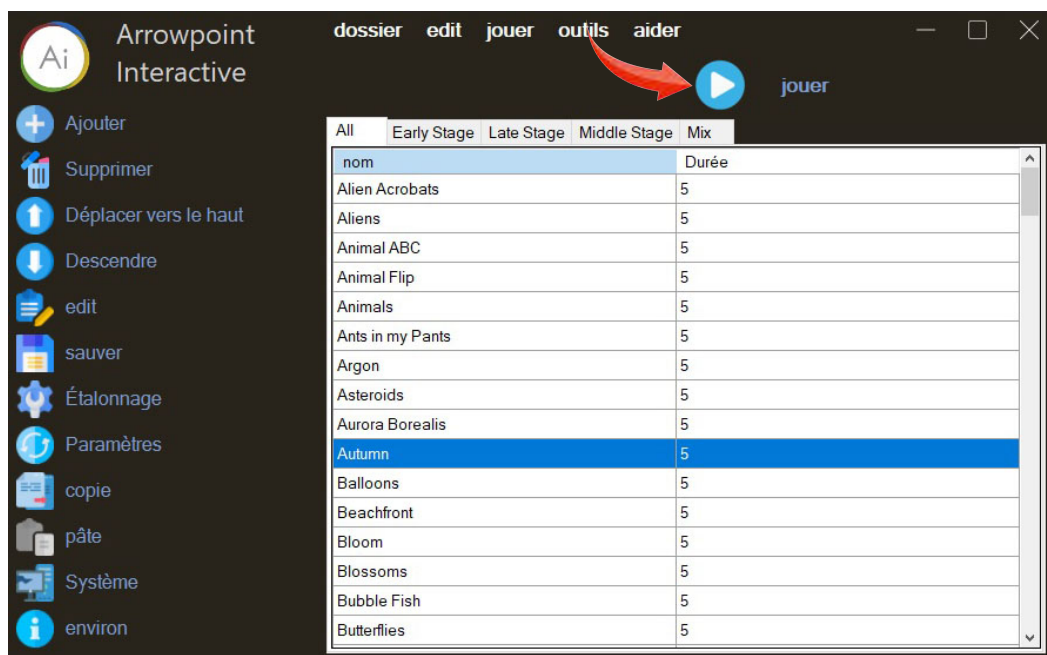 Ai
Arrowpoint
Interactive
dossier edit jouer outils aider
jouer
Ajouter
Supprimer
Déplacer vers le haut
Descendre
edit
sauver
Étalonnage
Paramètres
copie
pâte
Système
environ
All Early Stage Late Stage Middle Stage Mix
nom Durée
Alien Acrobats 5
Aliens 5
Animal ABC 5
Animal Flip 5
Animals 5
Ants in my Pants 5
Argon 5
Asteroids 5
Aurora Borealis 5
Autumn 5
Balloons 5
Beachfront 5
Bloom 5
Blossoms 5
Bubble Fish 5
Butterflies 5